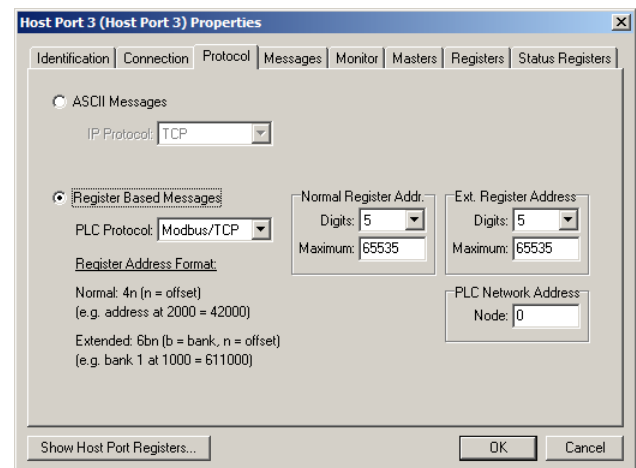 Host Port 3 (Host Port 3) Properties
Identification Connection Protocol Messages Monitor Masters Registers Status Registers
ASCII Messages
IP Protocol: TCP
Register Based Messages
PLC Protocol: Modbus/TCP
Register Address Format:
Normal: 4n (n = offset)
(e.g. address at 2000 = 42000)
Extended: 6bn (b = bank, n = offset)
(e.g. bank 1 at 1000 = 611000)
Normal Register Addr.
Digits: 5
Maximum: 65535
Ext. Register Address
Digits: 5
Maximum: 65535
PLC Network Address
Node: 0
Show Host Port Registers...
OK
Cancel